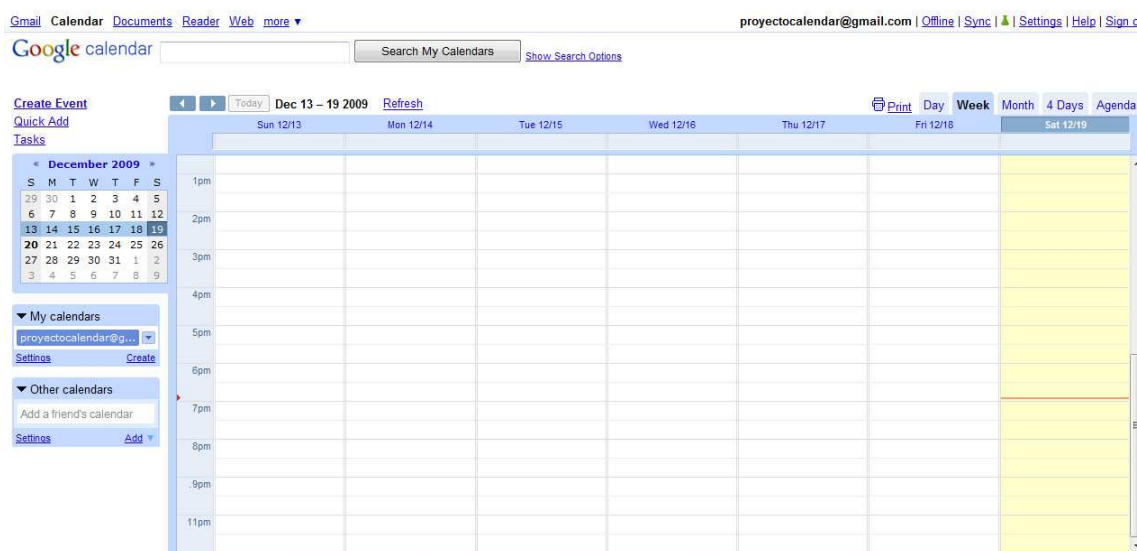 Gmail Calendar Documents Reader Web more ▼
proyectocalendar@gmail.com | Offline | Sync | | Settings | Help | Sign o
Google calendar
Search My Calendars
Show Search Options
Create Event
Quick Add
Tasks
Today Dec 13 – 19 2009 Refresh
Print Day Week Month 4 Days Agenda
Sun 12/13 Mon 12/14 Tue 12/15 Wed 12/16 Thu 12/17 Fri 12/18 Sat 12/19
« December 2009 »
S M T W T F S
29 30 1 2 3 4 5
6 7 8 9 10 11 12
13 14 15 16 17 18 19
20 21 22 23 24 25 26
27 28 29 30 31 1 2
3 4 5 6 7 8 9
▼ My calendars
proyectocalendar@g...
Settings Create
▼ Other calendars
Add a friend's calendar
Settings Add ▼
1pm
2pm
3pm
4pm
5pm
6pm
7pm
8pm
.9pm
11pm